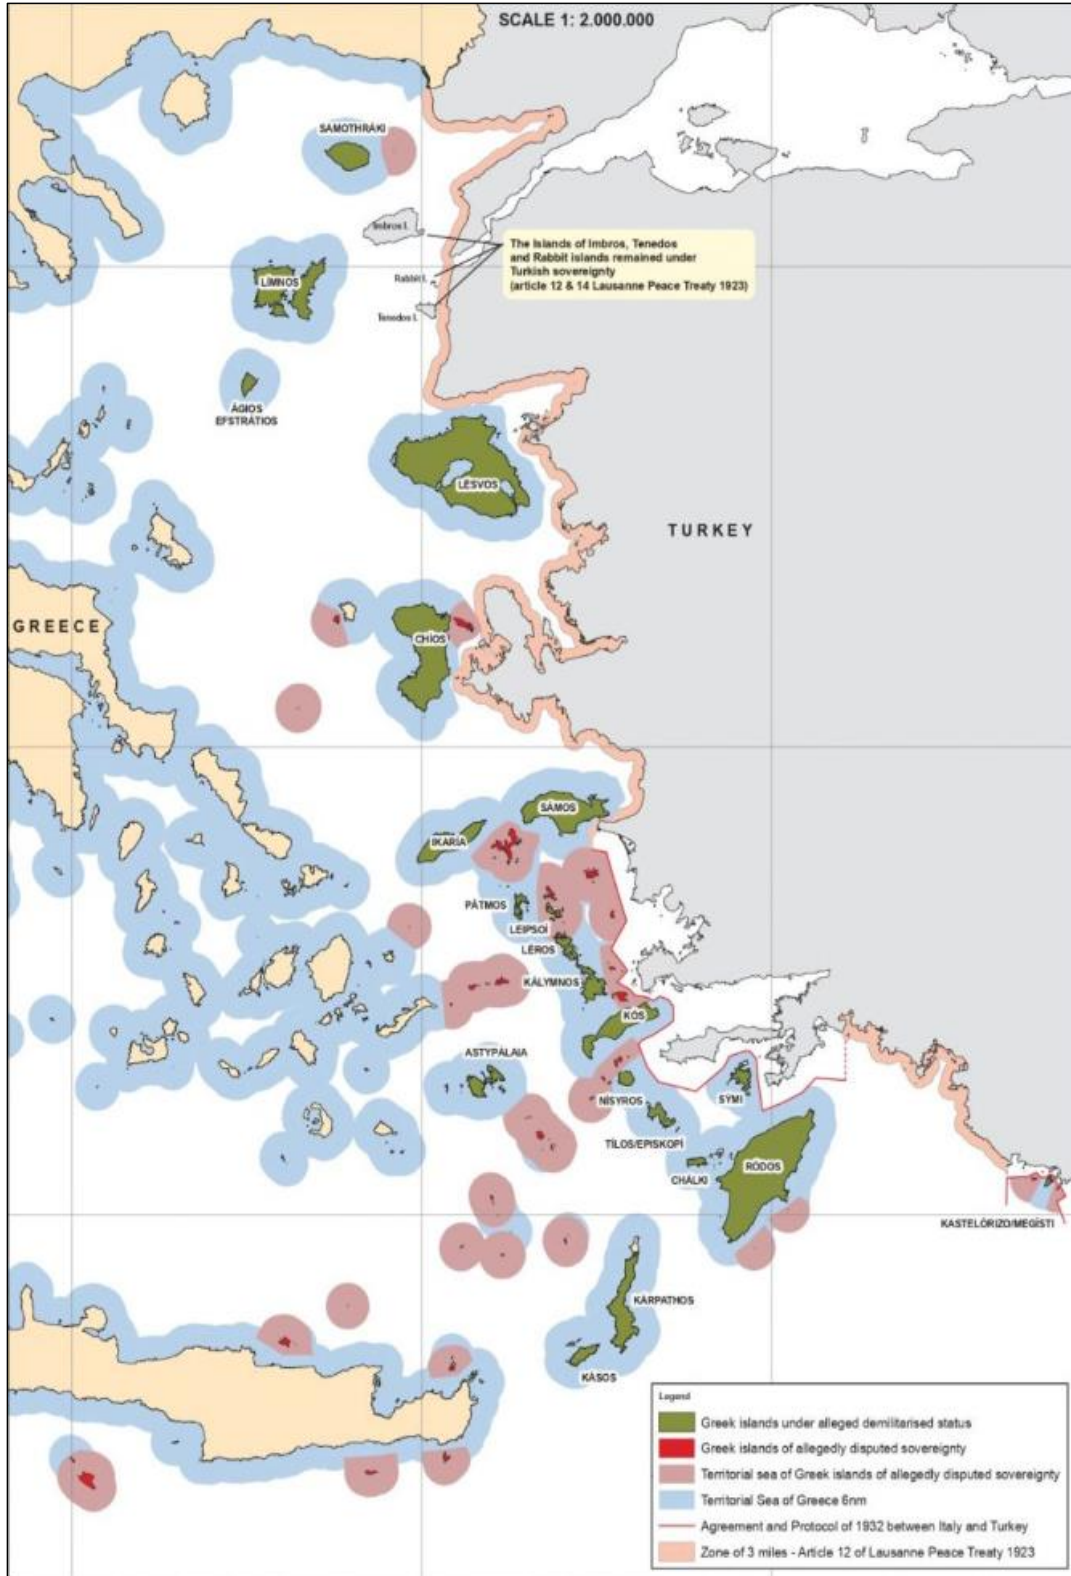 SCALE 1: 2.000.000
SAMOTHRÁKI
Imbros I.
The Islands of Imbros, Tenedos
and Rabbit islands remained under
Turkish sovereignty
(article 12 & 14 Lausanne Peace Treaty 1923)
Rabbit I.
LÍMNOS
Tenedos I.
ÁGIOS
EFSTRÁTIOS
LÉSVOS
TURKEY
GREECE
CHÍOS
SÁMOS
IKARÍA
PÁTMOS
LEIPSOÍ
LÉROS
KÁLYMNOS
KOS
ASTYPÁLAIA
NÍSYROS
SÝMI
TÍLOS/EPISKOPÍ
CHÁLKI
RÓDOS
KASTELÓRIZO/MEGÍSTI
KÁRPATHOS
KÁSOS
Legend
Greek islands under alleged demilitarised status
Greek islands of allegedly disputed sovereignty
Territorial sea of Greek islands of allegedly disputed sovereignty
Territorial Sea of Greece 6nm
Agreement and Protocol of 1932 between Italy and Turkey
Zone of 3 miles - Article 12 of Lausanne Peace Treaty 1923